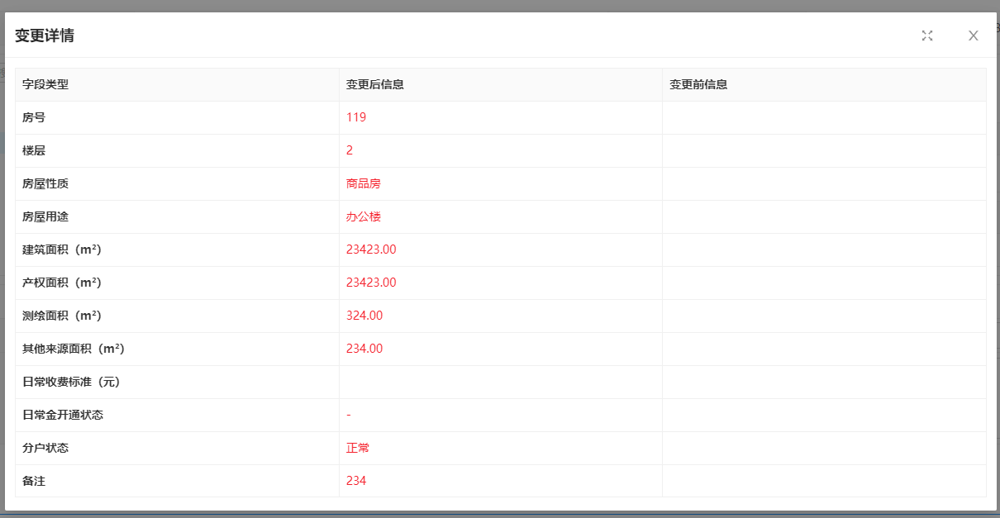 变更详情
字段类型 变更后信息 变更前信息
房号 119
楼层 2
房屋性质 商品房
房屋用途 办公楼
建筑面积（m²） 23423.00
产权面积（m²） 23423.00
测绘面积（m²） 324.00
其他来源面积（m²） 234.00
日常收费标准（元）
日常金开通状态 -
分户状态 正常
备注 234